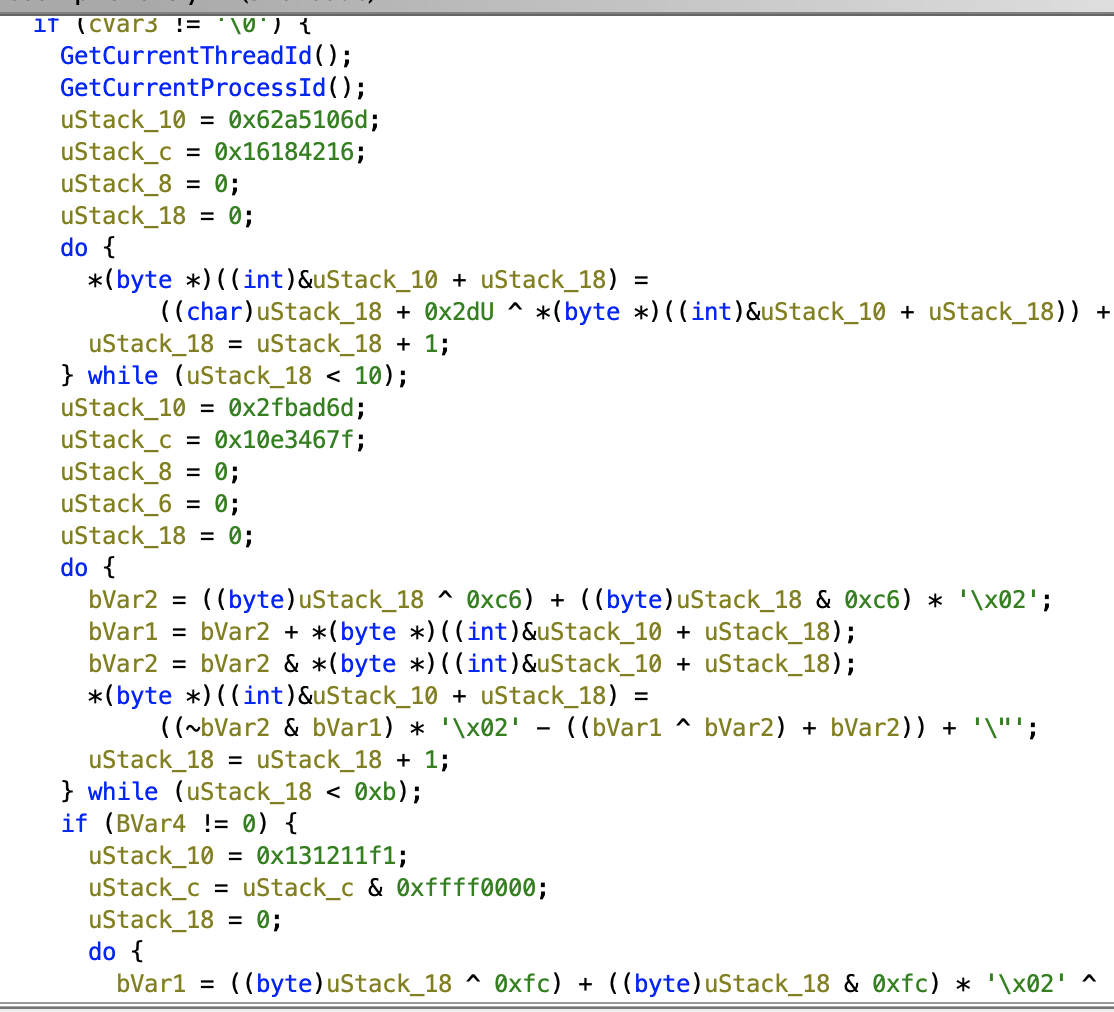 if (cVar3 != '\0') {
GetCurrentThreadId();
GetCurrentProcessId();
uStack_10 = 0x62a5106d;
uStack_c = 0x16184216;
uStack_8 = 0;
uStack_18 = 0;
do {
*(byte *)((int)&uStack_10 + uStack_18) =
((char)uStack_18 + 0x2dU ^ *(byte *)((int)&uStack_10 + uStack_18)) +
uStack_18 = uStack_18 + 1;
} while (uStack_18 < 10);
uStack_10 = 0x2fbad6d;
uStack_c = 0x10e3467f;
uStack_8 = 0;
uStack_6 = 0;
uStack_18 = 0;
do {
bVar2 = ((byte)uStack_18 ^ 0xc6) + ((byte)uStack_18 & 0xc6) * '\x02';
bVar1 = bVar2 + *(byte *)((int)&uStack_10 + uStack_18);
bVar2 = bVar2 & *(byte *)((int)&uStack_10 + uStack_18);
*(byte *)((int)&uStack_10 + uStack_18) =
((~bVar2 & bVar1) * '\x02' - ((bVar1 ^ bVar2) + bVar2)) + '\"';
uStack_18 = uStack_18 + 1;
} while (uStack_18 < 0xb);
if (BVar4 != 0) {
uStack_10 = 0x131211f1;
uStack_c = uStack_c & 0xffff0000;
uStack_18 = 0;
do {
bVar1 = ((byte)uStack_18 ^ 0xfc) + ((byte)uStack_18 & 0xfc) * '\x02' ^